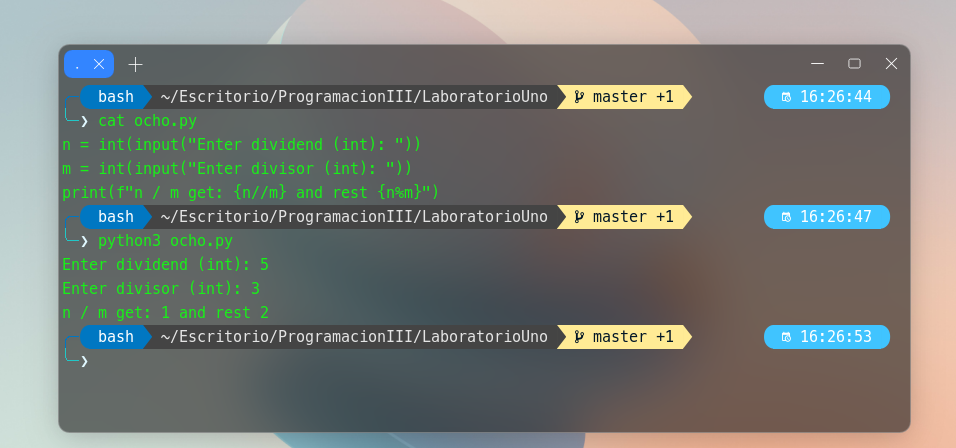 .
bash ~/Escritorio/ProgramacionIII/LaboratorioUno master +1 16:26:44
❯ cat ocho.py
n = int(input("Enter dividend (int): "))
m = int(input("Enter divisor (int): "))
print(f"n / m get: {n//m} and rest {n%m}")
bash ~/Escritorio/ProgramacionIII/LaboratorioUno master +1 16:26:47
❯ python3 ocho.py
Enter dividend (int): 5
Enter divisor (int): 3
n / m get: 1 and rest 2
bash ~/Escritorio/ProgramacionIII/LaboratorioUno master +1 16:26:53
❯